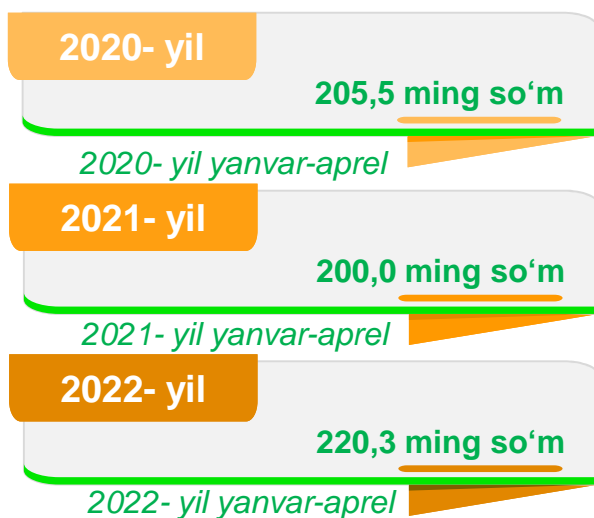 2020- yil
205,5 ming so‘m
2020- yil yanvar-aprel
2021- yil
200,0 ming so‘m
2021- yil yanvar-aprel
2022- yil
220,3 ming so‘m
2022- yil yanvar-aprel